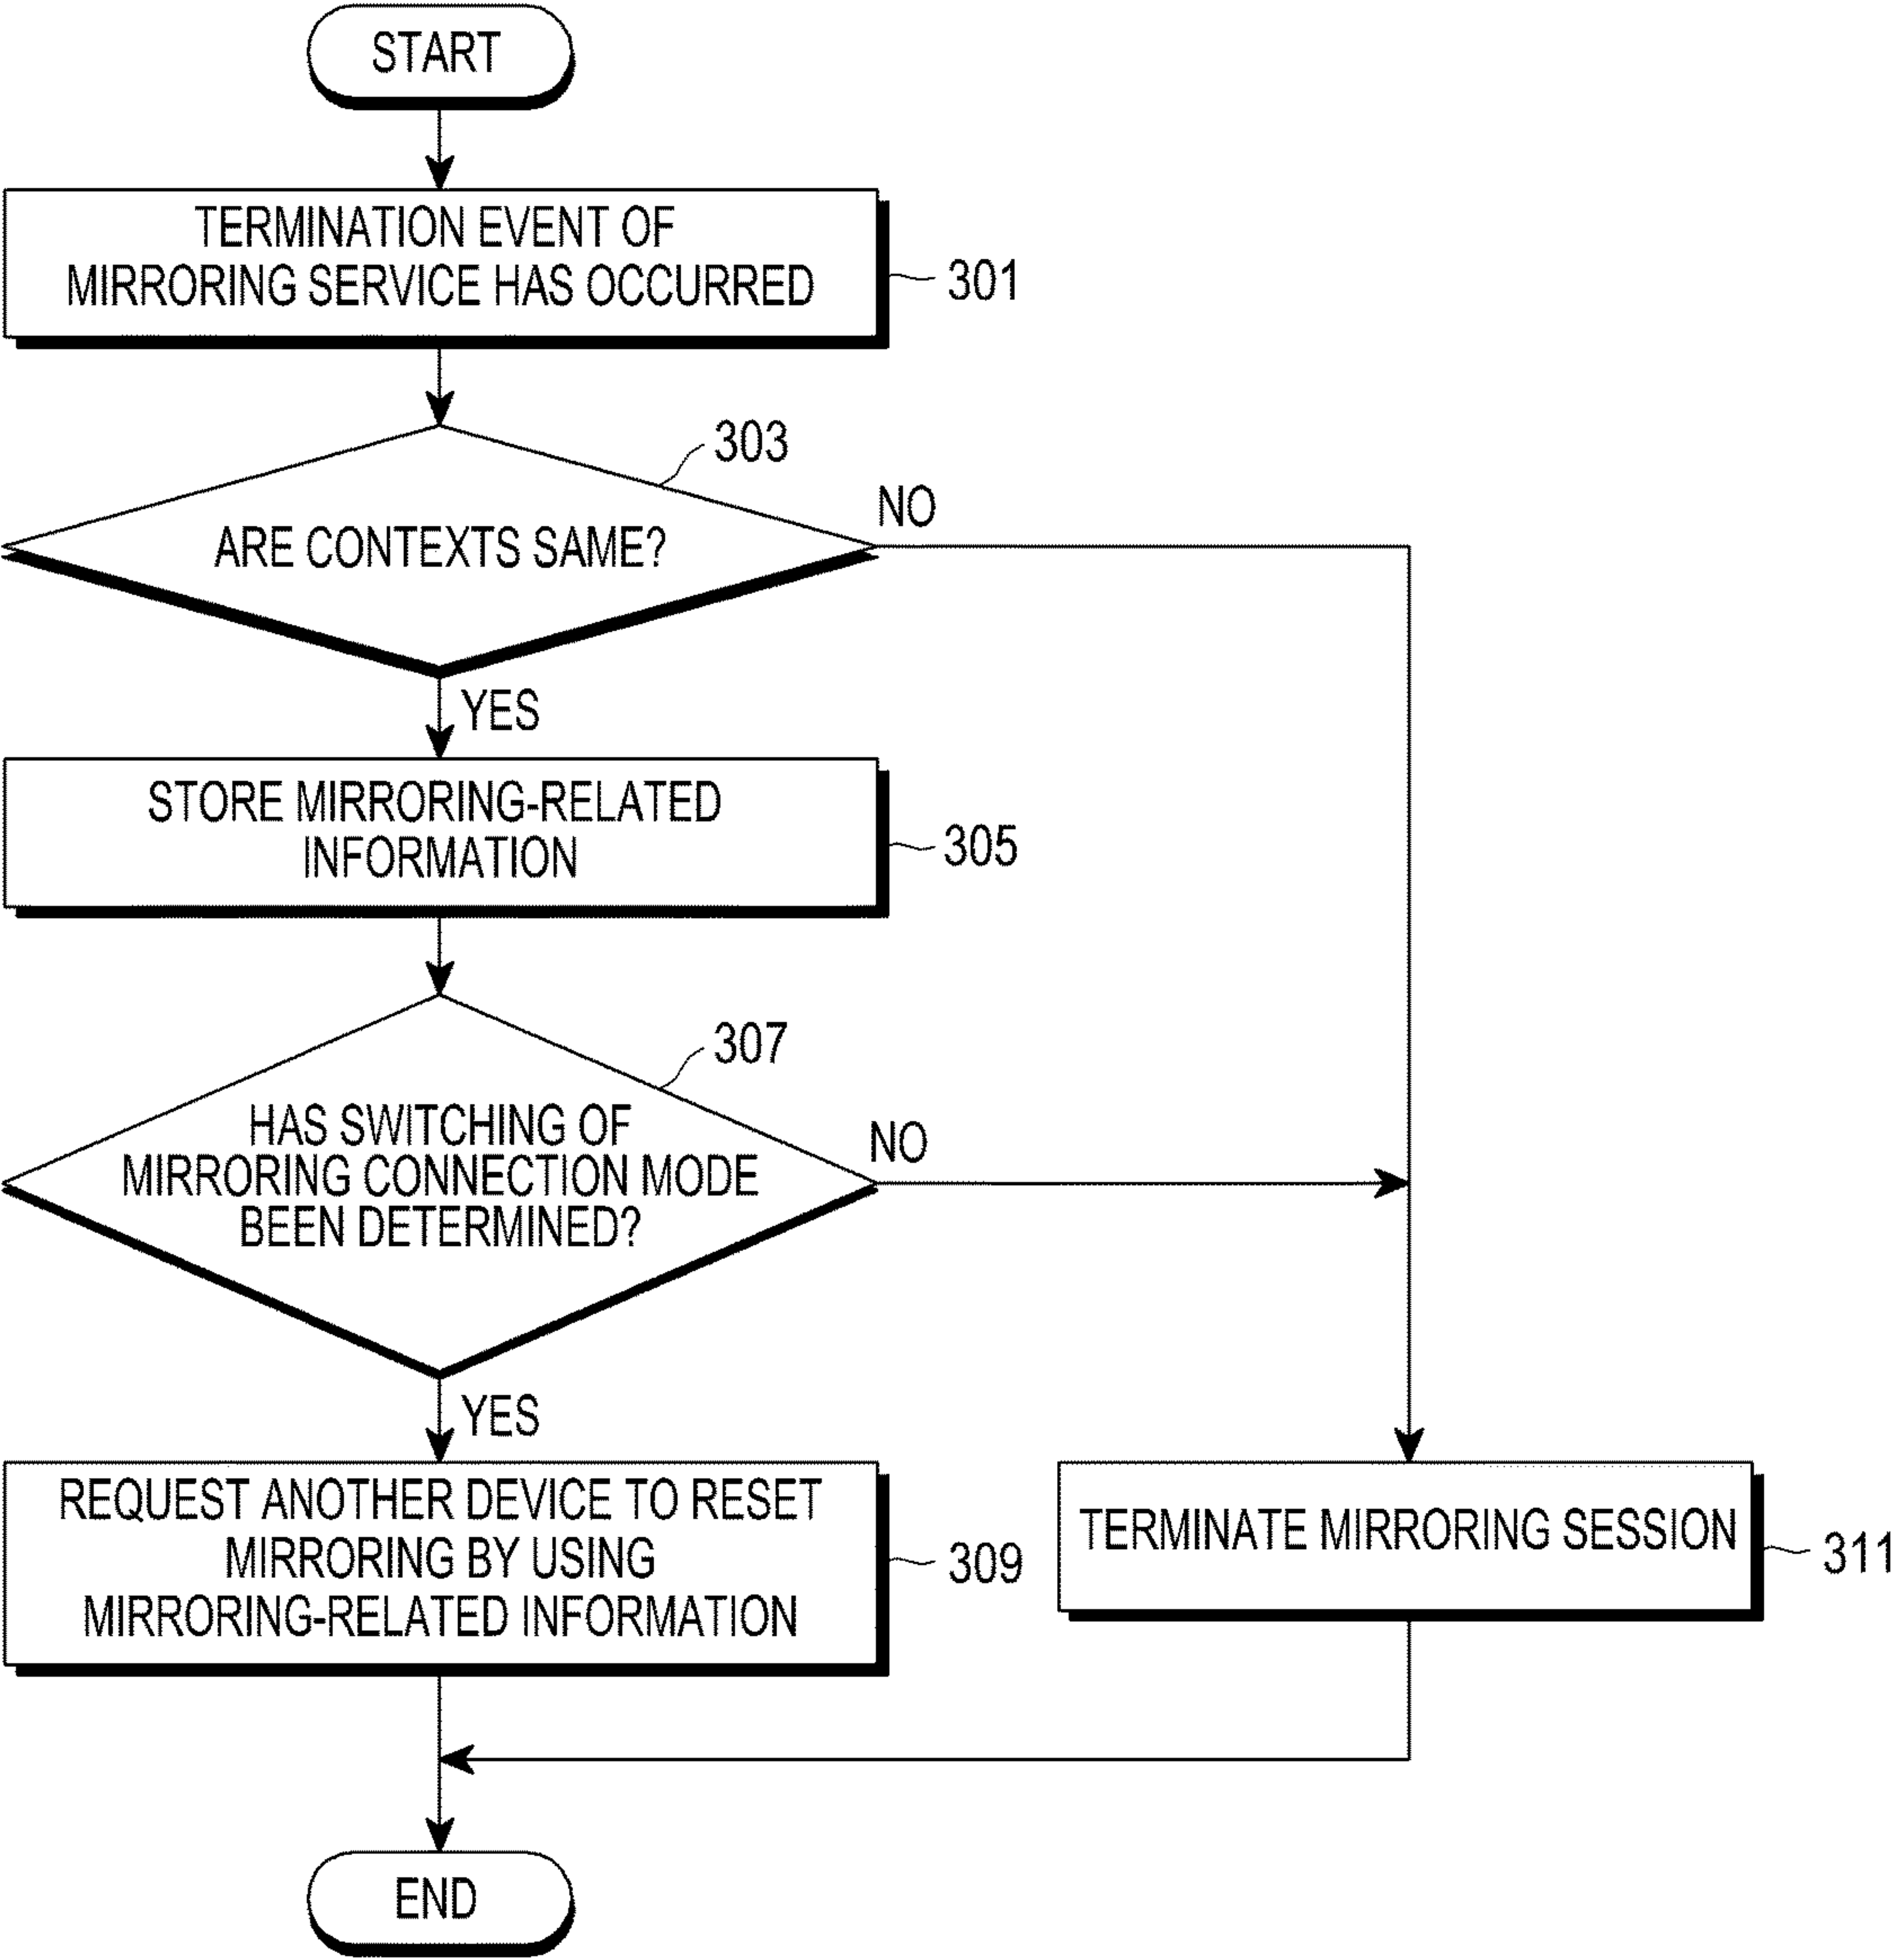 START
TERMINATION EVENT OF
MIRRORING SERVICE HAS OCCURRED
301
303
NO
ARE CONTEXTS SAME?
YES
STORE MIRRORING-RELATED
INFORMATION
305
307
HAS SWITCHING OF
MIRRORING CONNECTION MODE
BEEN DETERMINED?
NO
YES
REQUEST ANOTHER DEVICE TO RESET
MIRRORING BY USING
MIRRORING-RELATED INFORMATION
309
TERMINATE MIRRORING SESSION
311
END